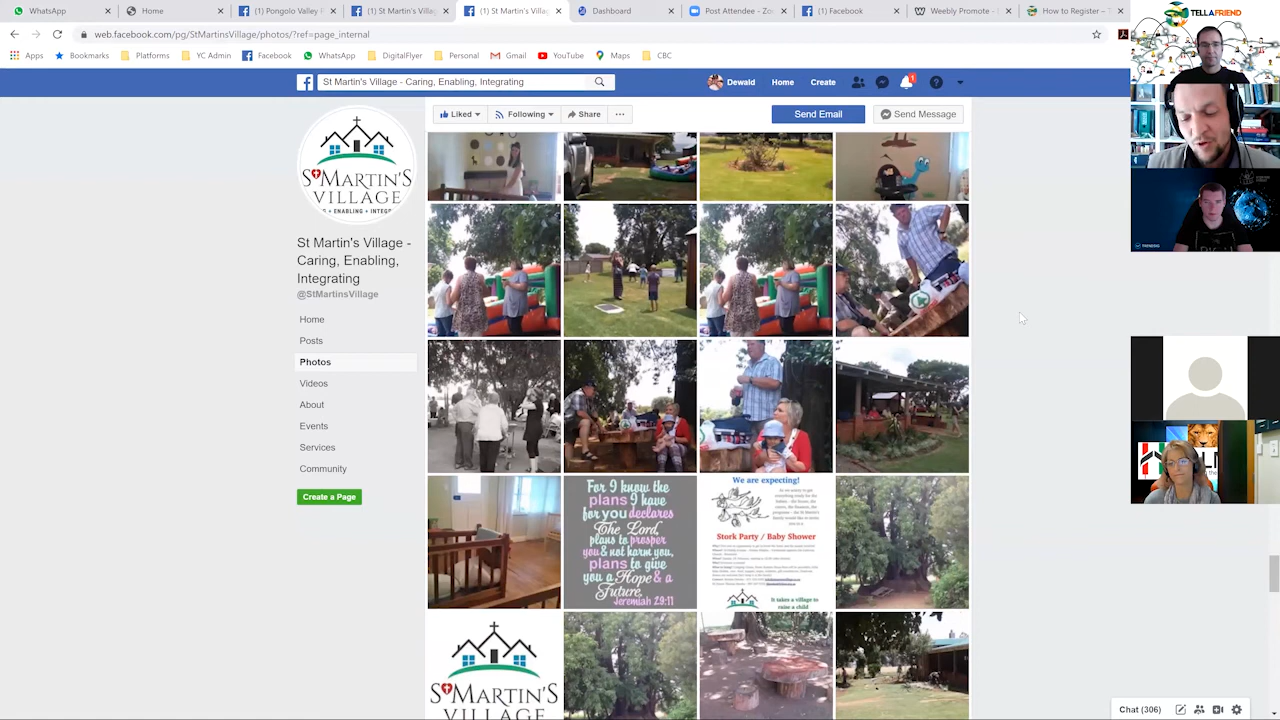 WhatsApp
Home
(1) Pongolo Valley
(1) St Martin's Villag
(1) St Martin's Villag
Dashboard
Post Attendee - Zo
(1) Facebook
Weebly Promote -
How to Register – T
TELLAFRIEND
web.facebook.com/pg/StMartinsVillage/photos/?ref=page_internal
Apps
Bookmarks
Platforms
YC Admin
Facebook
WhatsApp
DigitalFlyer
Personal
Gmail
YouTube
Maps
CBC
St Martin's Village - Caring, Enabling, Integrating
Dewald
Home
Create
1
Liked
Following
Share
Send Email
Send Message
St MARTIN'S
VILLAGE
St Martin's Village -
Caring, Enabling,
Integrating
@StMartinsVillage
Home
Posts
Photos
Videos
About
Events
Services
Community
Create a Page
For I know the
plans I have
for you declares
The Lord,
plans to prosper
you & not harm you,
plans to give
you a Hope & a
Future,
Jeremiah 29:11
We are expecting!
Stork Party / Baby Shower
It takes a village to
raise a child
St MARTIN'S
Chat (306)